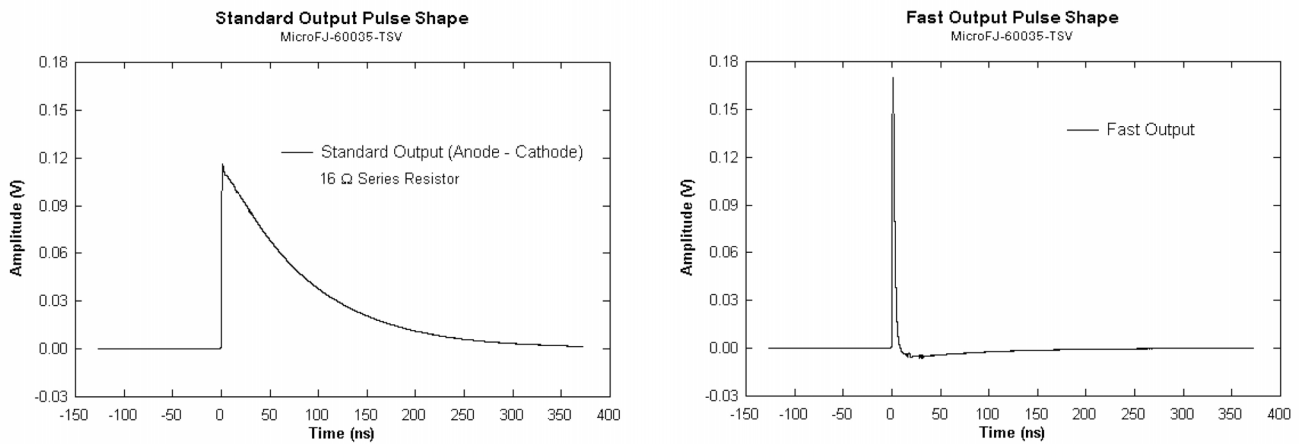 Standard Output Pulse Shape
MicroFJ-60035-TSV
0.18
0.15
0.12
0.09
0.06
0.03
0.00
-0.03
Amplitude (V)
Standard Output (Anode - Cathode)
16 Ω Series Resistor
-150 -100 -50 0 50 100 150 200 250 300 350 400
Time (ns)
Fast Output Pulse Shape
MicroFJ-60035-TSV
0.18
0.15
0.12
0.09
0.06
0.03
0.00
-0.03
Amplitude (V)
Fast Output
-150 -100 -50 0 50 100 150 200 250 300 350 400
Time (ns)